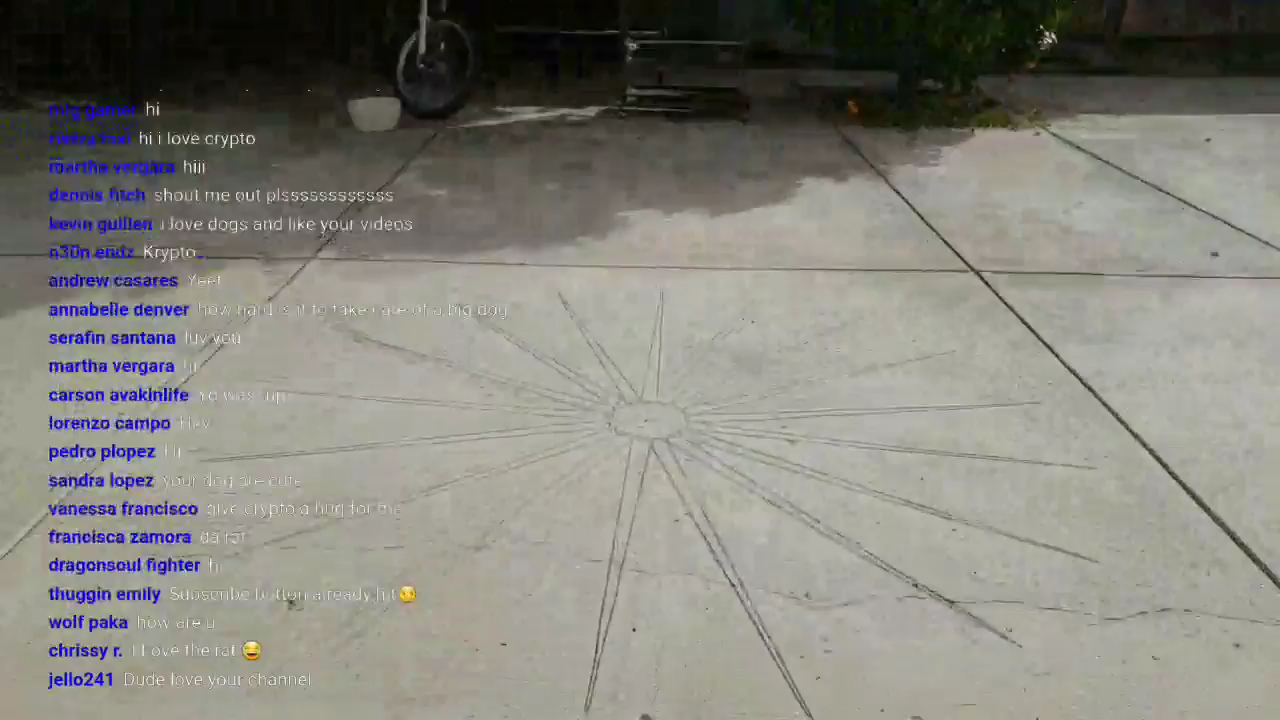 mfg gamer hi
hi i love crypto
martha vergara hiii
dennis fitch shout me out plsssssssssss
kevin guillen i love dogs and like your videos
n30n endz Krypto
andrew casares Yeet
annabelle denver how hard is it to take care of a big dog
serafin santana luv you
martha vergara hi
carson avakinlife Yo was up
lorenzo campo Hey
pedro plopez Hi
sandra lopez your dog are cute
vanessa francisco give crypto a hug for me
francisca zamora da rat
dragonsoul fighter hi
thuggin emily Subscribe button already hit
wolf paka how are u
chrissy r. I Love the rat 😂
jello241 Dude love your channel